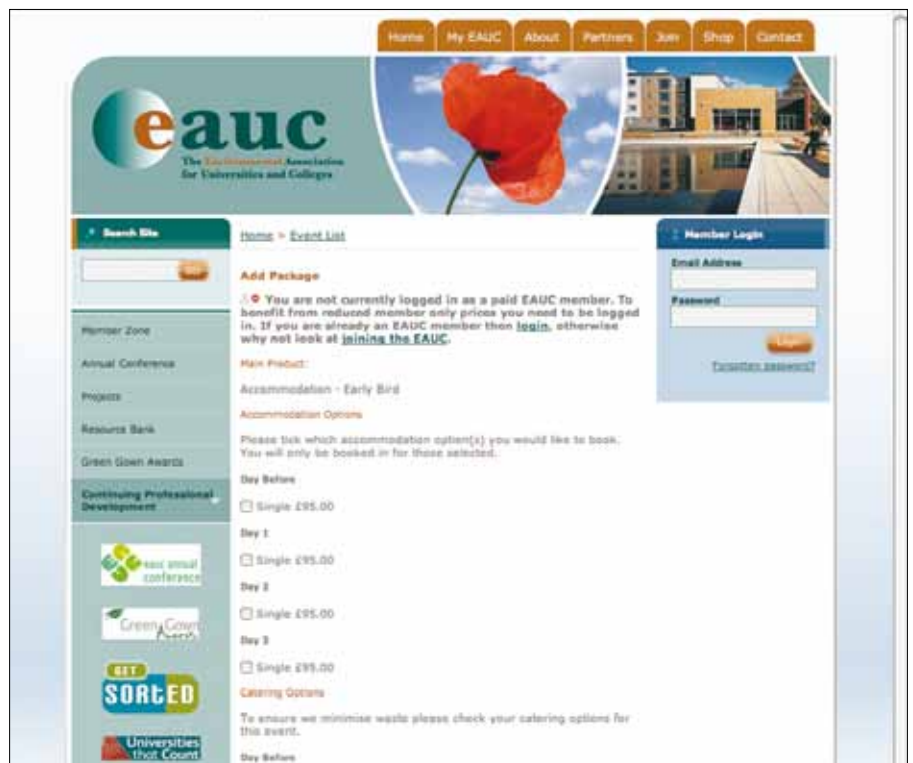 Home My EAUC About Partners Join Shop Contact
eauc
The Environmental Association
for Universities and Colleges
Search Site
GO
Member Zone
Annual Conference
Projects
Resource Bank
Green Gown Awards
Continuing Professional
Development
eauc annual
conference
Green Gown
Awards
GET
SORtED
Universities
that Count
Home > Event List
Add Package
You are not currently logged in as a paid EAUC member. To
benefit from reduced member only prices you need to be logged
in. If you are already an EAUC member then login, otherwise
why not look at joining the EAUC.
Main Product:
Accommodation - Early Bird
Accommodation Options
Please tick which accommodation option(s) you would like to book.
You will only be booked in for those selected.
Day Before
Single £95.00
Day 1
Single £95.00
Day 2
Single £95.00
Day 3
Single £95.00
Catering Options
To ensure we minimise waste please check your catering options for
this event.
Day Before
Member Login
Email Address
Password
Login
Forgotten password?